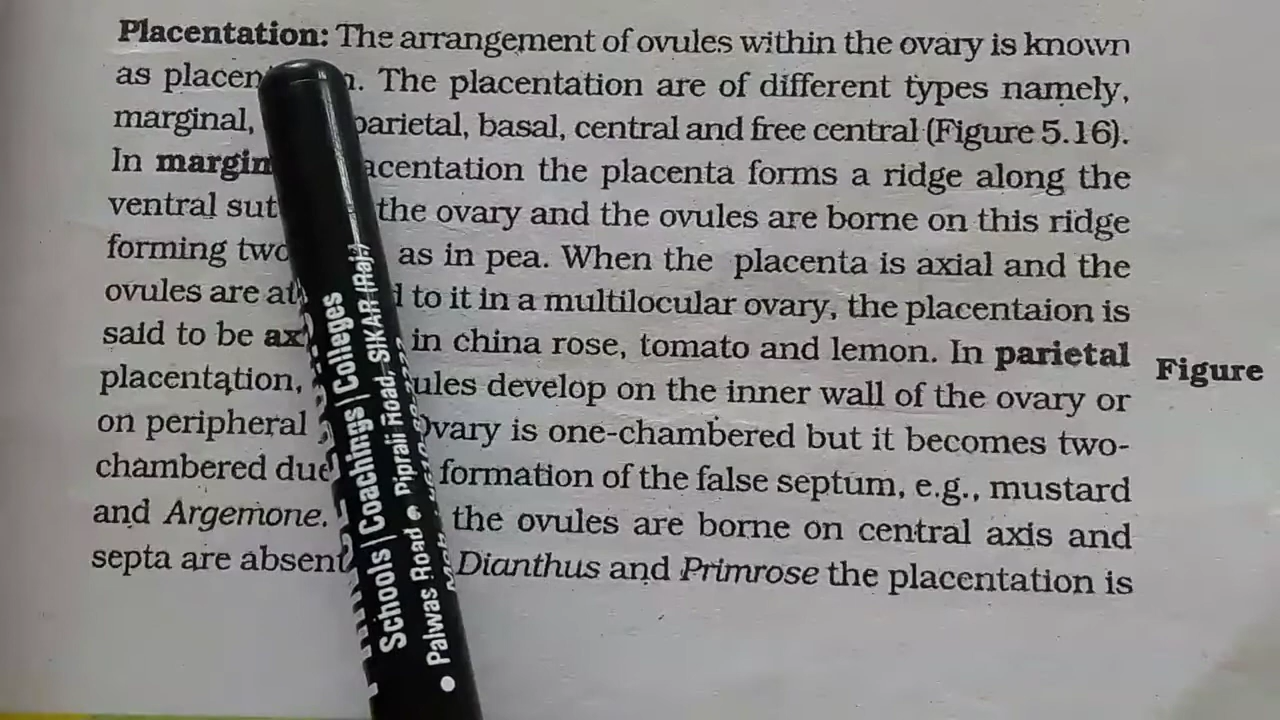 Placentation: The arrangement of ovules within the ovary is known
as placen n. The placentation are of different types namely,
marginal, parietal, basal, central and free central (Figure 5.16).
In margin acentation the placenta forms a ridge along the
ventral sut the ovary and the ovules are borne on this ridge
forming two as in pea. When the placenta is axial and the
ovules are at d to it in a multilocular ovary, the placentaion is
said to be ax in china rose, tomato and lemon. In parietal
Figure
placentation, ules develop on the inner wall of the ovary or
on peripheral Ovary is one-chambered but it becomes two-
chambered due formation of the false septum, e.g., mustard
and Argemone. the ovules are borne on central axis and
septa are absent Dianthus and Primrose the placentation is
Schools | Coachings | Colleges
● Palwas Road ● Piprali Road SIKAR (Raj.)